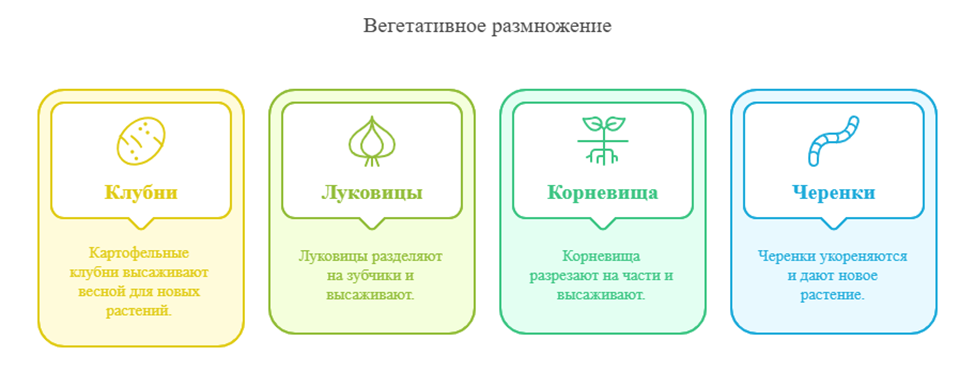 Вегетативное размножение
Клубни
Картофельные
клубни высаживают
весной для новых
растений.
Луковицы
Луковицы разделяют
на зубчики и
высаживают.
Корневища
Корневища
разрезают на части и
высаживают.
Черенки
Черенки укореняются
и дают новое
растение.